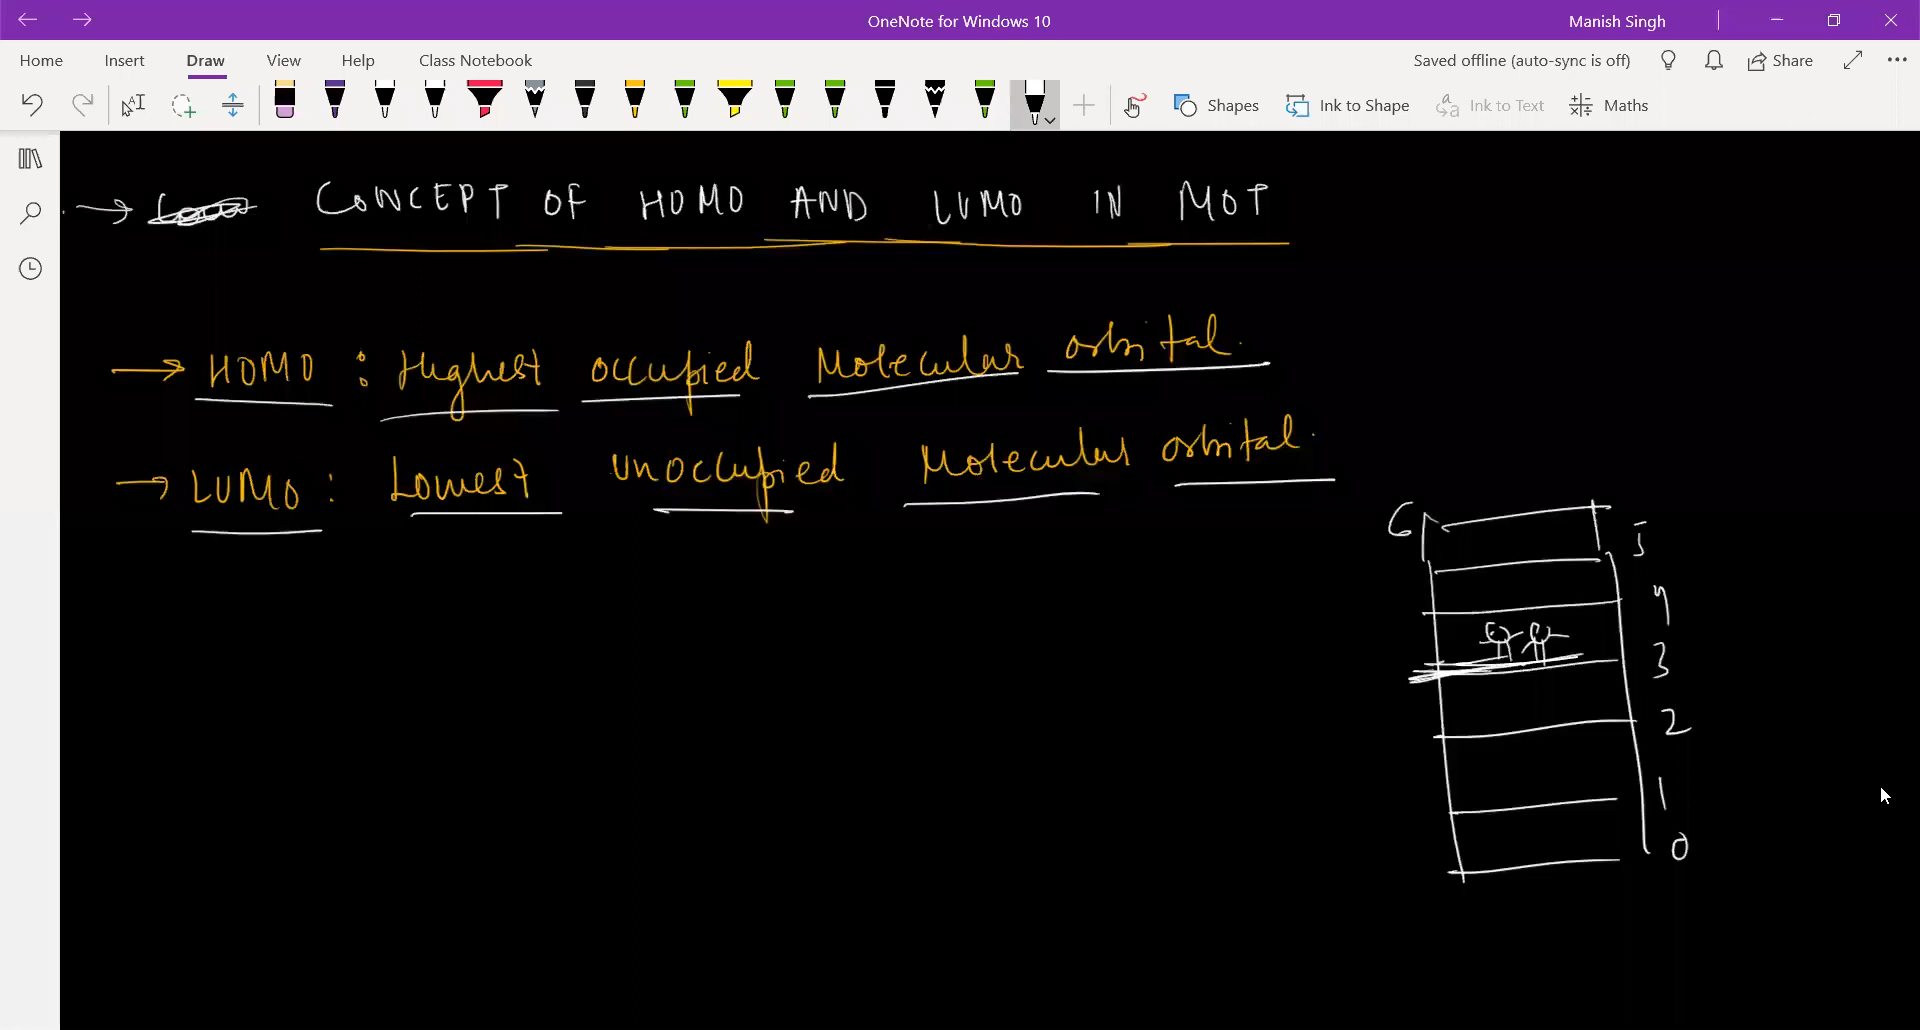 OneNote for Windows 10
Manish Singh
Home Insert Draw View Help Class Notebook
Saved offline (auto-sync is off) Share
Shapes Ink to Shape Ink to Text Maths
→ CONCEPT OF HOMO AND LUMO IN MOT
→ HOMO : Highest occupied Molecular orbital.
→ LUMO : Lowest unoccupied Molecular orbital.
6
5
4
3
2
1
0